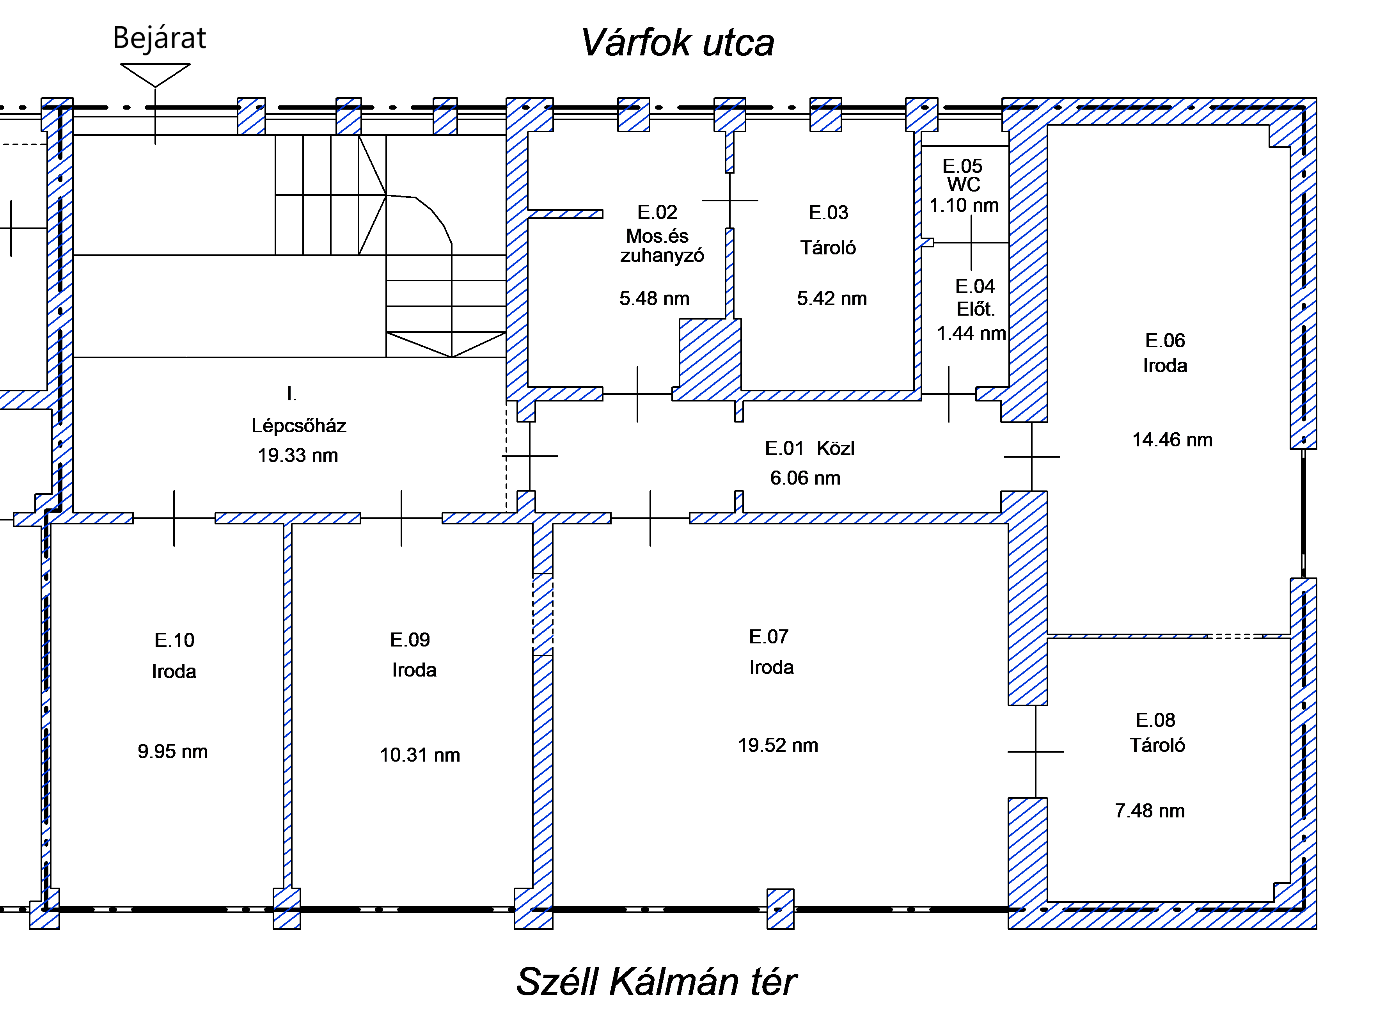 Bejárat
Várfok utca
E.05
WC
1.10 nm
E.02
Mos.és
zuhanyzó
5.48 nm
E.03
Tároló
5.42 nm
E.04
Előt.
1.44 nm
E.06
Iroda
14.46 nm
I.
Lépcsőház
19.33 nm
E.01 Közl
6.06 nm
E.10
Iroda
9.95 nm
E.09
Iroda
10.31 nm
E.07
Iroda
19.52 nm
E.08
Tároló
7.48 nm
Széll Kálmán tér